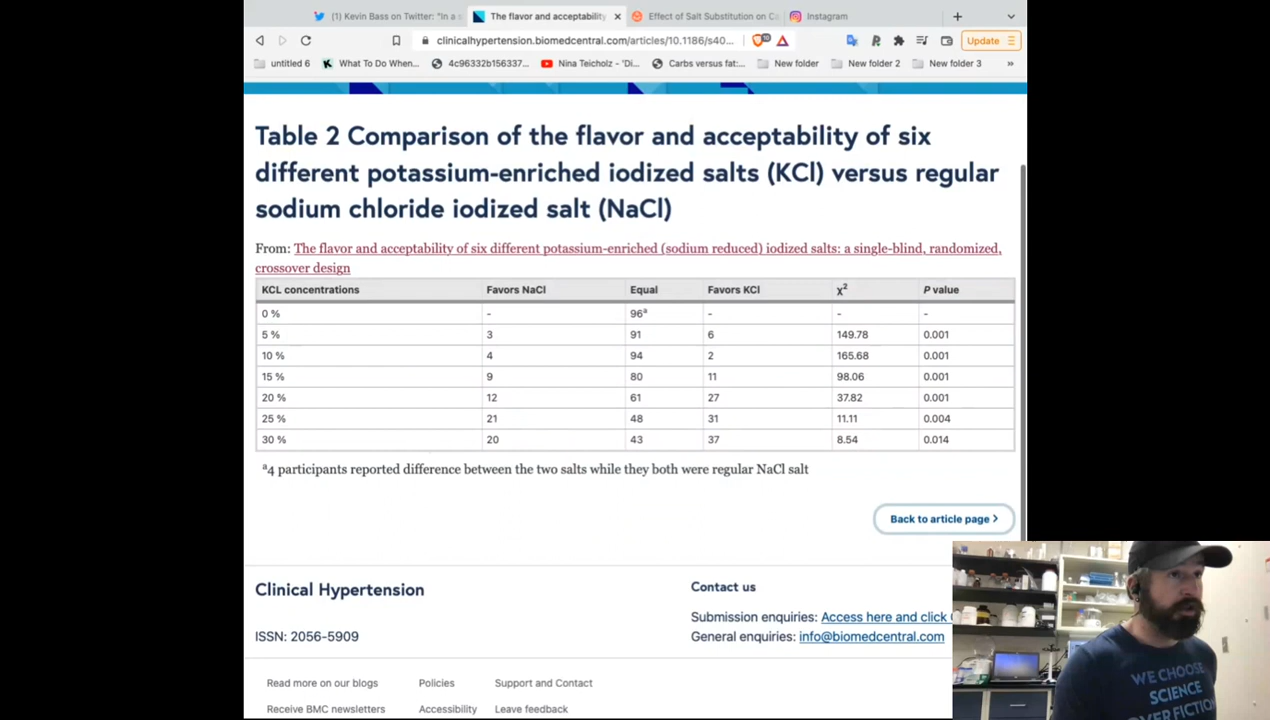 (1) Kevin Bass on Twitter: "In a s
The flavor and acceptability
Effect of Salt Substitution on Ca
Instagram
clinicalhypertension.biomedcentral.com/articles/10.1186/s40...
10
Update
untitled 6
What To Do When...
4c96332b156337...
Nina Teicholz - 'Di...
Carbs versus fat:...
New folder
New folder 2
New folder 3
»
Table 2 Comparison of the flavor and acceptability of six
different potassium-enriched iodized salts (KCl) versus regular
sodium chloride iodized salt (NaCl)
From: The flavor and acceptability of six different potassium-enriched (sodium reduced) iodized salts: a single-blind, randomized,
crossover design
KCL concentrations Favors NaCl Equal Favors KCl χ² P value
0 % - 96ª - - -
5 % 3 91 6 149.78 0.001
10 % 4 94 2 165.68 0.001
15 % 9 80 11 98.06 0.001
20 % 12 61 27 37.82 0.001
25 % 21 48 31 11.11 0.004
30 % 20 43 37 8.54 0.014
ª4 participants reported difference between the two salts while they both were regular NaCl salt
Back to article page
Clinical Hypertension
ISSN: 2056-5909
Contact us
Submission enquiries: Access here and click
General enquiries: info@biomedcentral.com
Read more on our blogs
Policies
Support and Contact
Receive BMC newsletters
Accessibility
Leave feedback
WE CHOOSE
SCIENCE
OVER FICTION